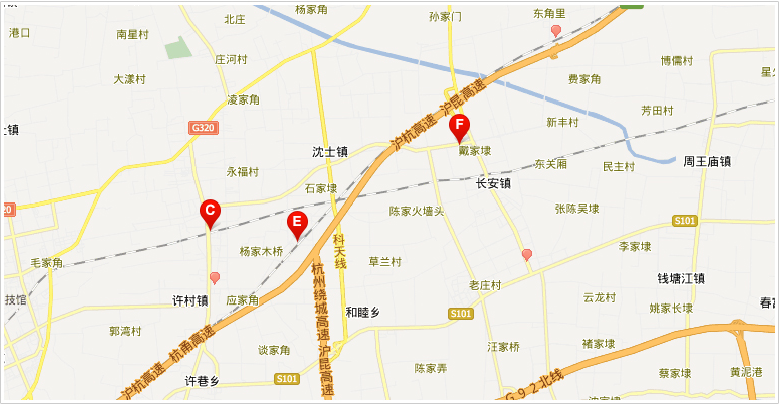 杨家角
孙家门
东角里
北庄
港口
南星村
庄河村
博儒村
大漾村
费家角
凌家角
沪昆高速
芳田村
G320
新丰村
F
沪杭高速
沈士镇
戴家埭
周王庙镇
东关厢
民主村
永福村
长安镇
石家埭
20
C
陈家火墙头
张陈吴埭
E
S101
科天线
李家埭
杨家木桥
毛家角
草兰村
钱塘江镇
老庄村
技馆
许村镇
应家角
云龙村
姚家长埭
和睦乡
S101
杭州绕城高速
沪昆高速
郭湾村
杭甬高速
沪杭高速
谈家角
汪家桥
褚家埭
陈家弄
许巷乡
S101
蔡家埭
黄泥港
G92北线